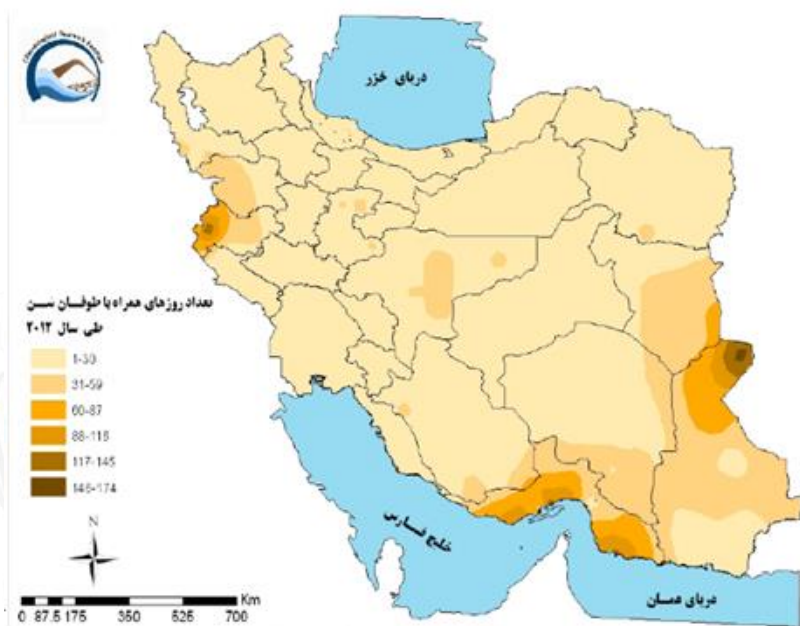 دریای خزر
تعداد روزهای همراه با طوفان شن
طی سال ۲۰۱۲
1-30
31-59
60-87
88-116
117-145
146-174
N
خلیج فارس
دریای عمان
Km
0 87.5 175 350 525 700